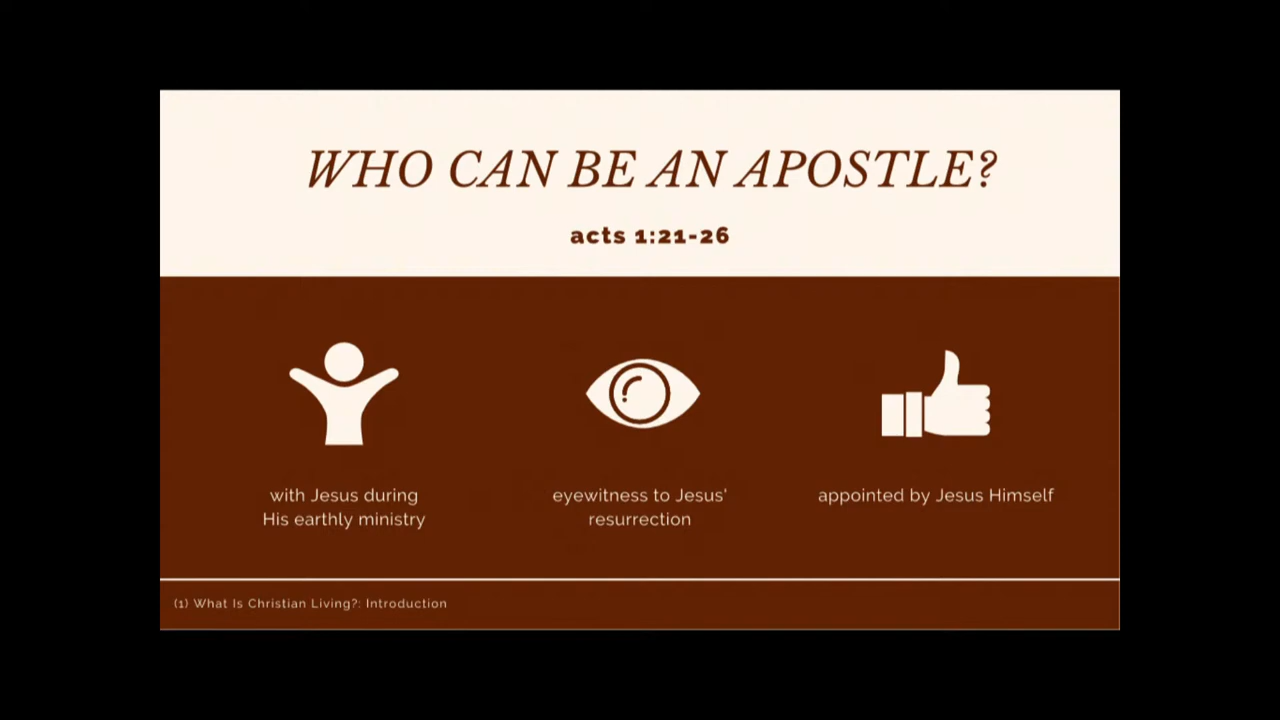 WHO CAN BE AN APOSTLE?
acts 1:21-26
with Jesus during
His earthly ministry
eyewitness to Jesus'
resurrection
appointed by Jesus Himself
(1) What Is Christian Living?: Introduction